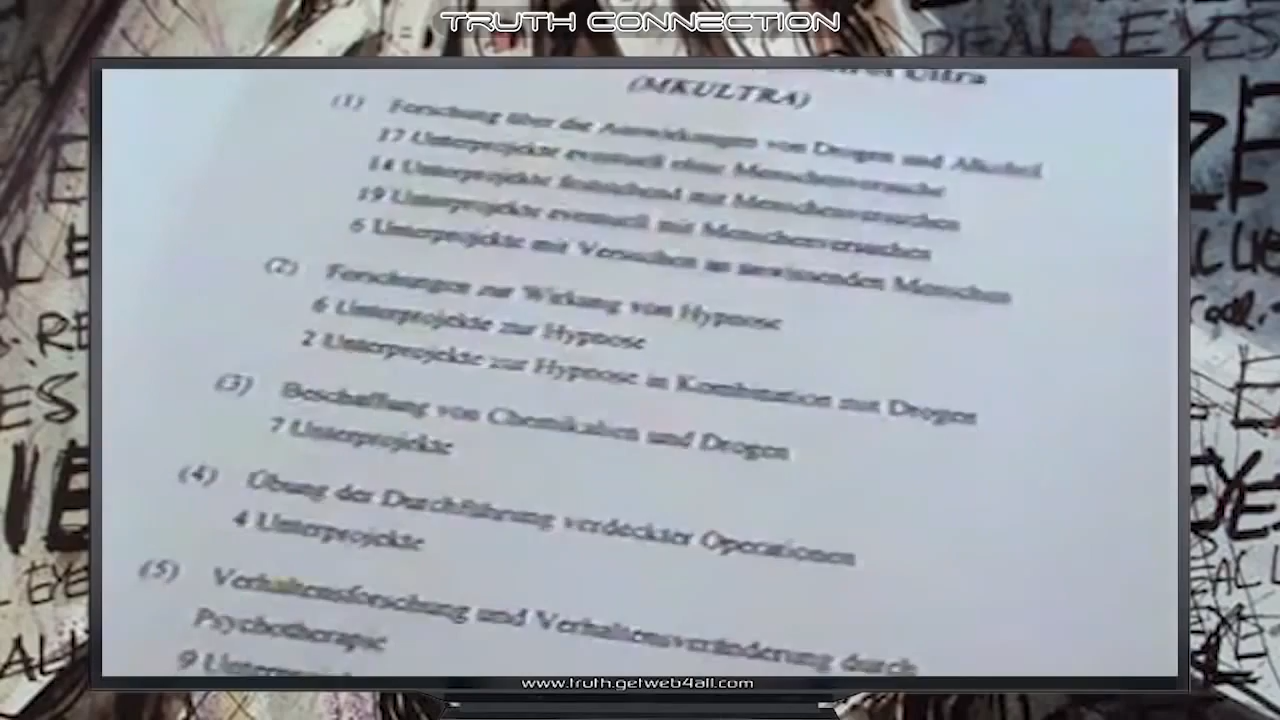 TRUTH CONNECTION
REAL EYES
Ultra
(MKULTRA)
(1) Forschung über die Auswirkungen von Drogen und Alkohol
17 Unterprojekte eventuell ohne Menschenversuche
14 Unterprojekte feststehend mit Menschenversuchen
19 Unterprojekte eventuell mit Menschenversuchen
6 Unterprojekte mit Versuchen an unwissenden Menschen
(2) Forschungen zur Wirkung von Hypnose
6 Unterprojekte zur Hypnose
2 Unterprojekte zur Hypnose in Kombination mit Drogen
(3) Beschaffung von Chemikalien und Drogen
7 Unterprojekte
(4) Übung der Durchführung verdeckter Operationen
4 Unterprojekte
(5) Verhaltensforschung und Verhaltensveränderung durch
Psychotherapie
9
www.truth.getweb4all.com